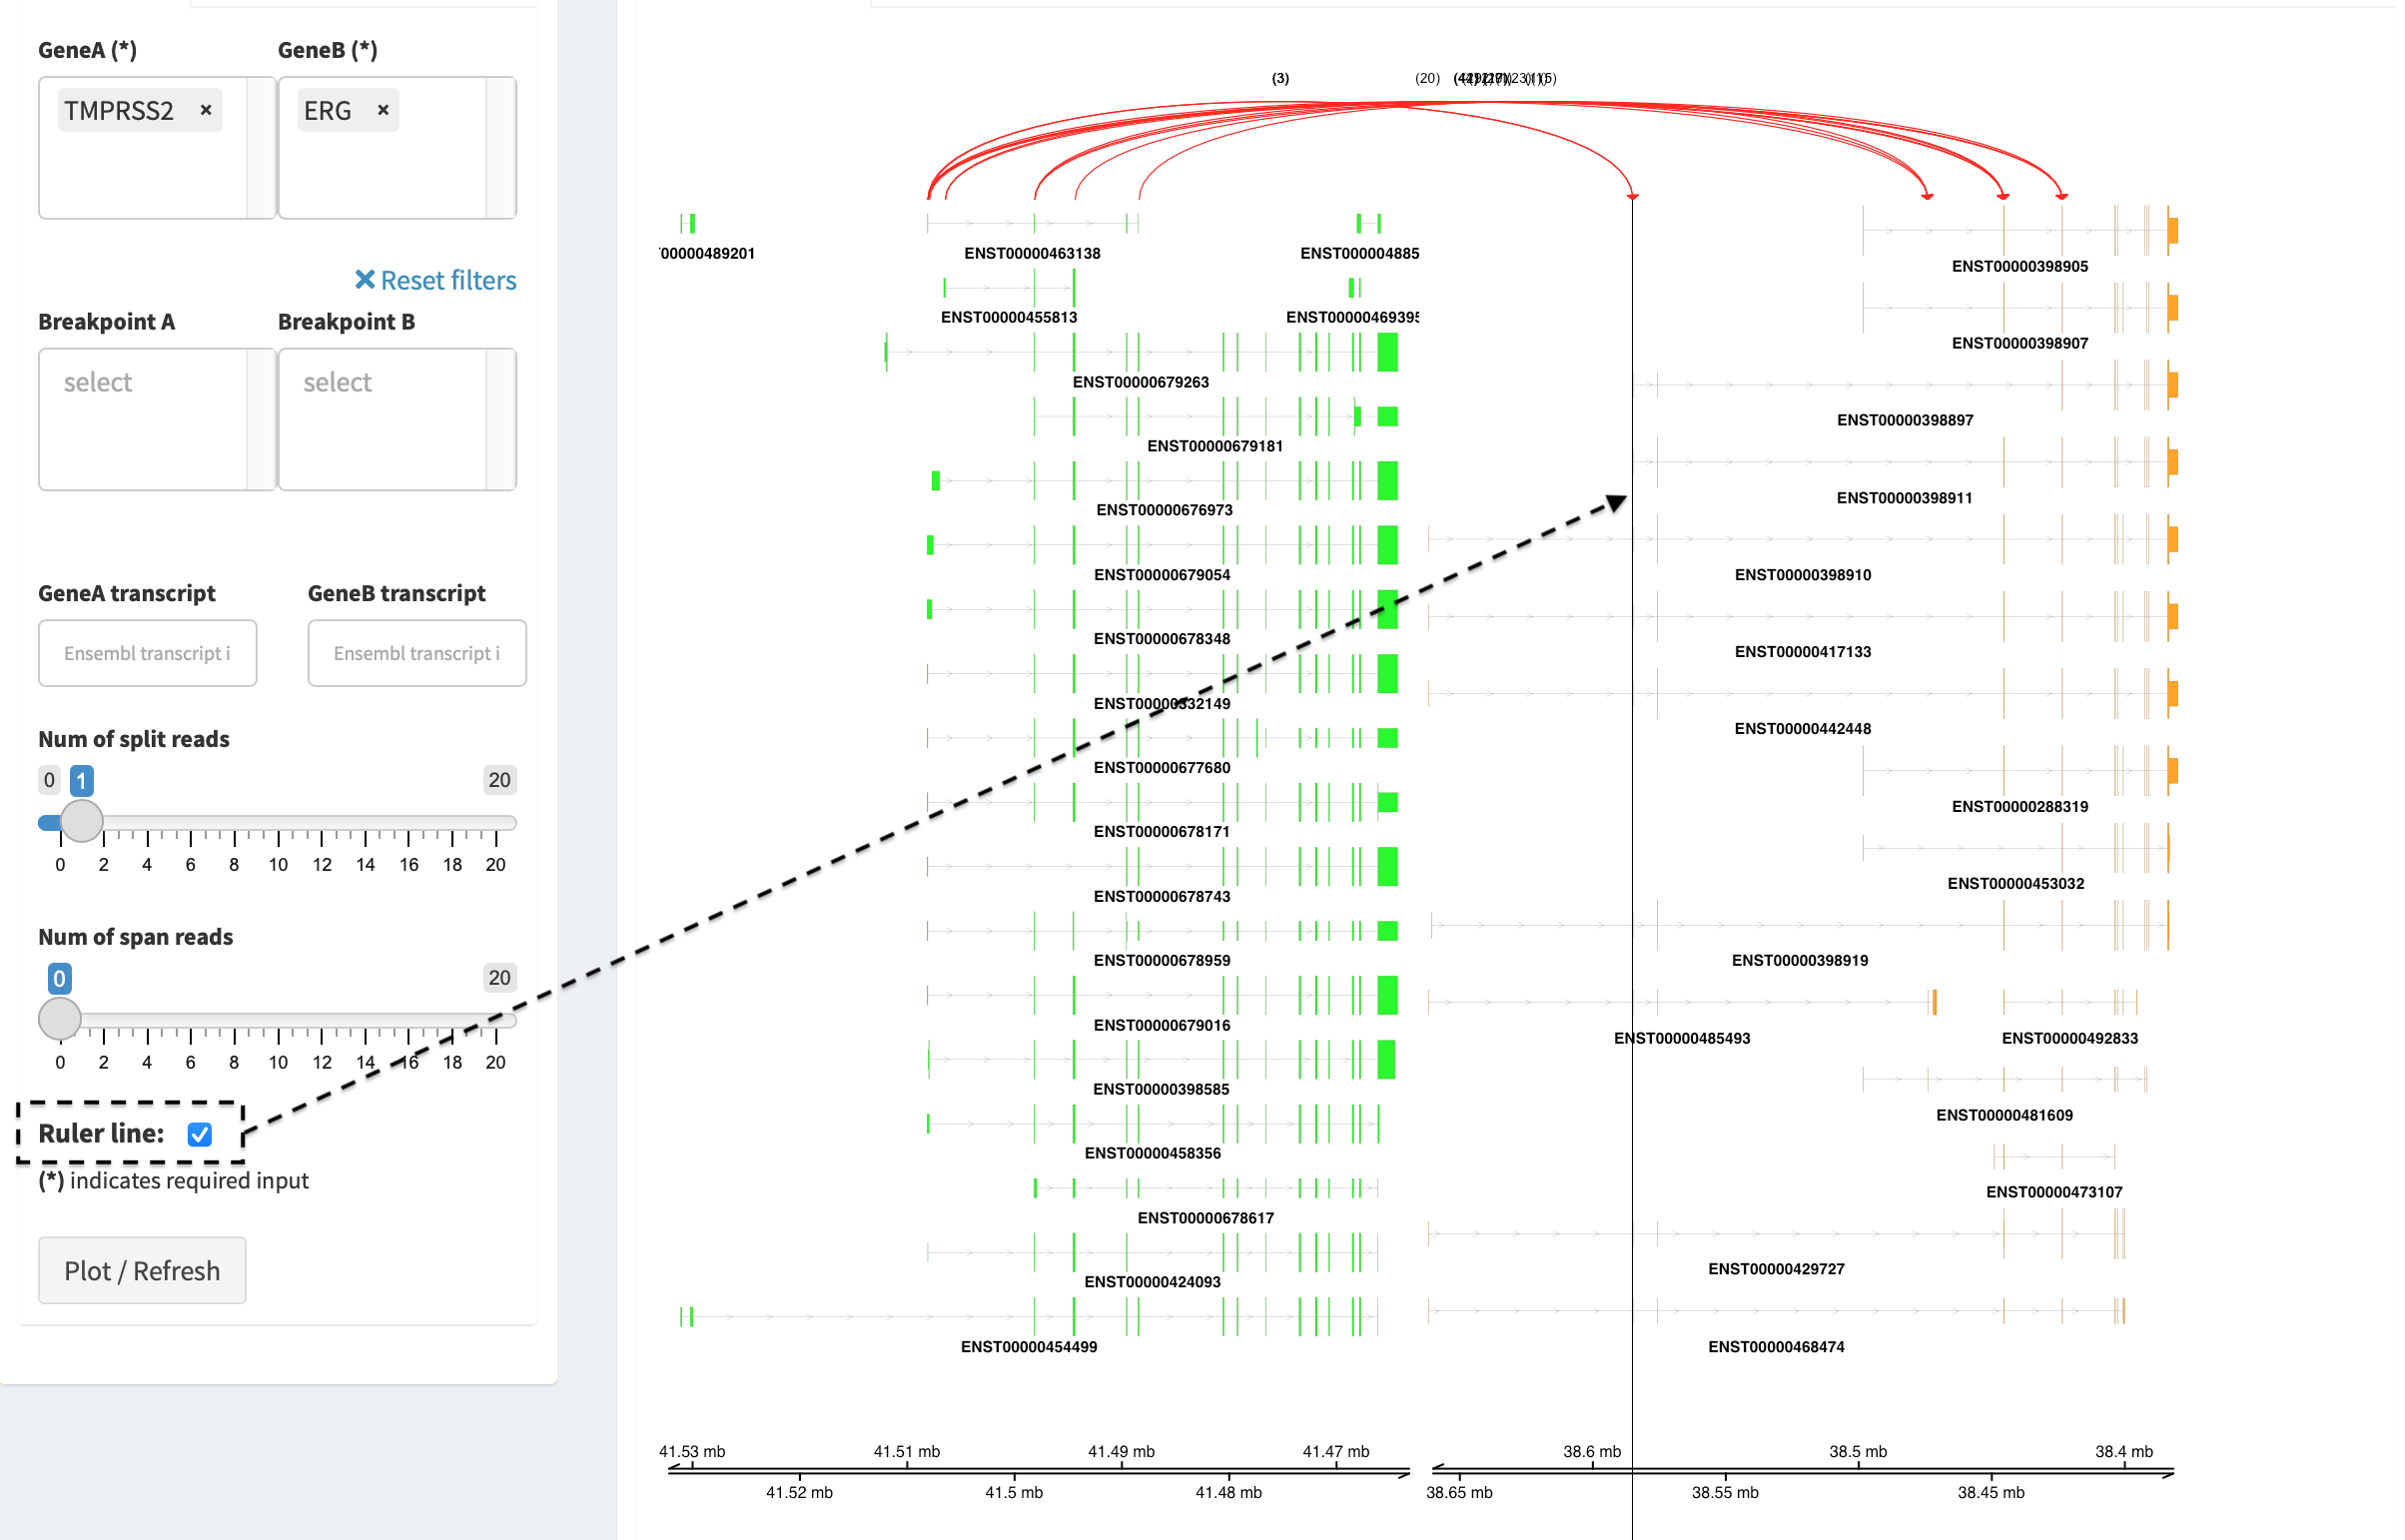 GeneA (*) GeneB (*)
TMPRSS2 × ERG ×
Reset filters
Breakpoint A Breakpoint B
select select
GeneA transcript GeneB transcript
Ensembl transcript i Ensembl transcript i
Num of split reads
0 1 20
0 2 4 6 8 10 12 14 16 18 20
Num of span reads
0 20
0 2 4 6 8 10 12 14 16 18 20
Ruler line:
(*) indicates required input
Plot / Refresh
(3) (20)
00000489201 ENST00000463138 ENST000004885
ENST00000455813 ENST00000469395
ENST00000679263
ENST00000679181
ENST00000676973
ENST00000679054
ENST00000678348
ENST00000332149
ENST00000677680
ENST00000678171
ENST00000678743
ENST00000678959
ENST00000679016
ENST00000398585
ENST00000458356
ENST00000678617
ENST00000424093
ENST00000454499
ENST00000398905
ENST00000398907
ENST00000398897
ENST00000398911
ENST00000398910
ENST00000417133
ENST00000442448
ENST00000288319
ENST00000453032
ENST00000398919
ENST00000485493 ENST00000492833
ENST00000481609
ENST00000473107
ENST00000429727
ENST00000468474
41.53 mb 41.51 mb 41.49 mb 41.47 mb
41.52 mb 41.5 mb 41.48 mb
38.6 mb 38.5 mb 38.4 mb
38.65 mb 38.55 mb 38.45 mb